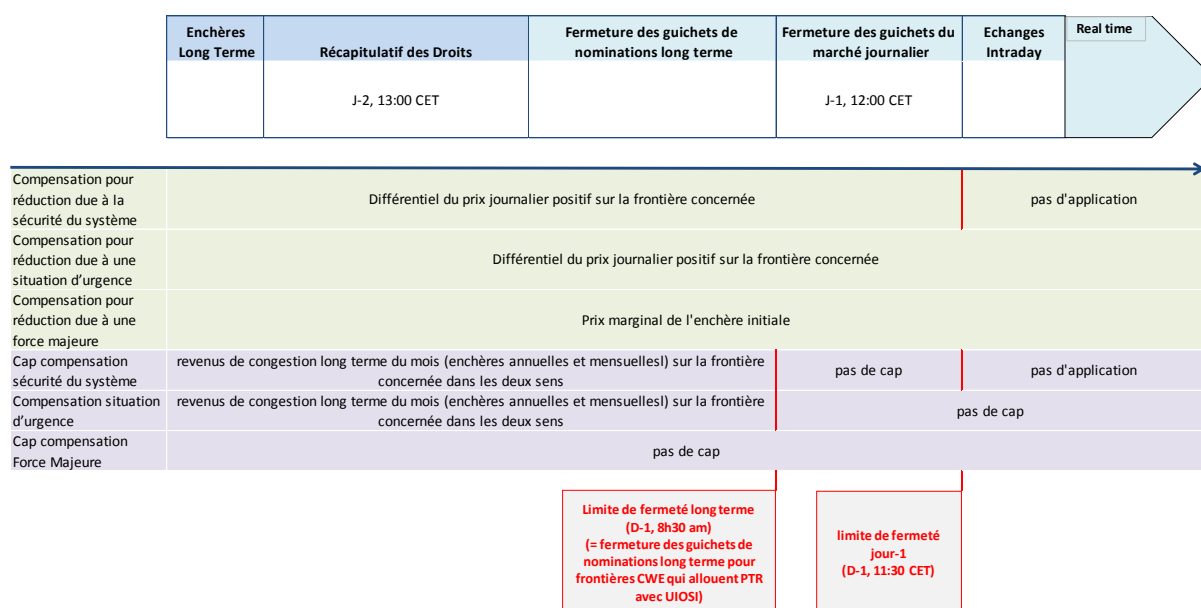 Enchères
Long Terme
Récapitulatif des Droits
Fermeture des guichets de
nominations long terme
Fermeture des guichets du
marché journalier
Echanges
Intraday
Real time
J-2, 13:00 CET
J-1, 12:00 CET
Compensation pour
réduction due à la
sécurité du système
Différentiel du prix journalier positif sur la frontière concernée
pas d'application
Compensation pour
réduction due à une
situation d’urgence
Différentiel du prix journalier positif sur la frontière concernée
Compensation pour
réduction due à une
force majeure
Prix marginal de l'enchère initiale
Cap compensation
sécurité du système
revenus de congestion long terme du mois (enchères annuelles et mensuellesl) sur la frontière
concernée dans les deux sens
pas de cap
pas d'application
Compensation situation
d’urgence
revenus de congestion long terme du mois (enchères annuelles et mensuellesl) sur la frontière
concernée dans les deux sens
pas de cap
Cap compensation
Force Majeure
pas de cap
Limite de fermeté long terme
(D-1, 8h30 am)
(= fermeture des guichets de
nominations long terme pour
frontières CWE qui allouent PTR
avec UIOSI)
limite de fermeté
jour-1
(D-1, 11:30 CET)